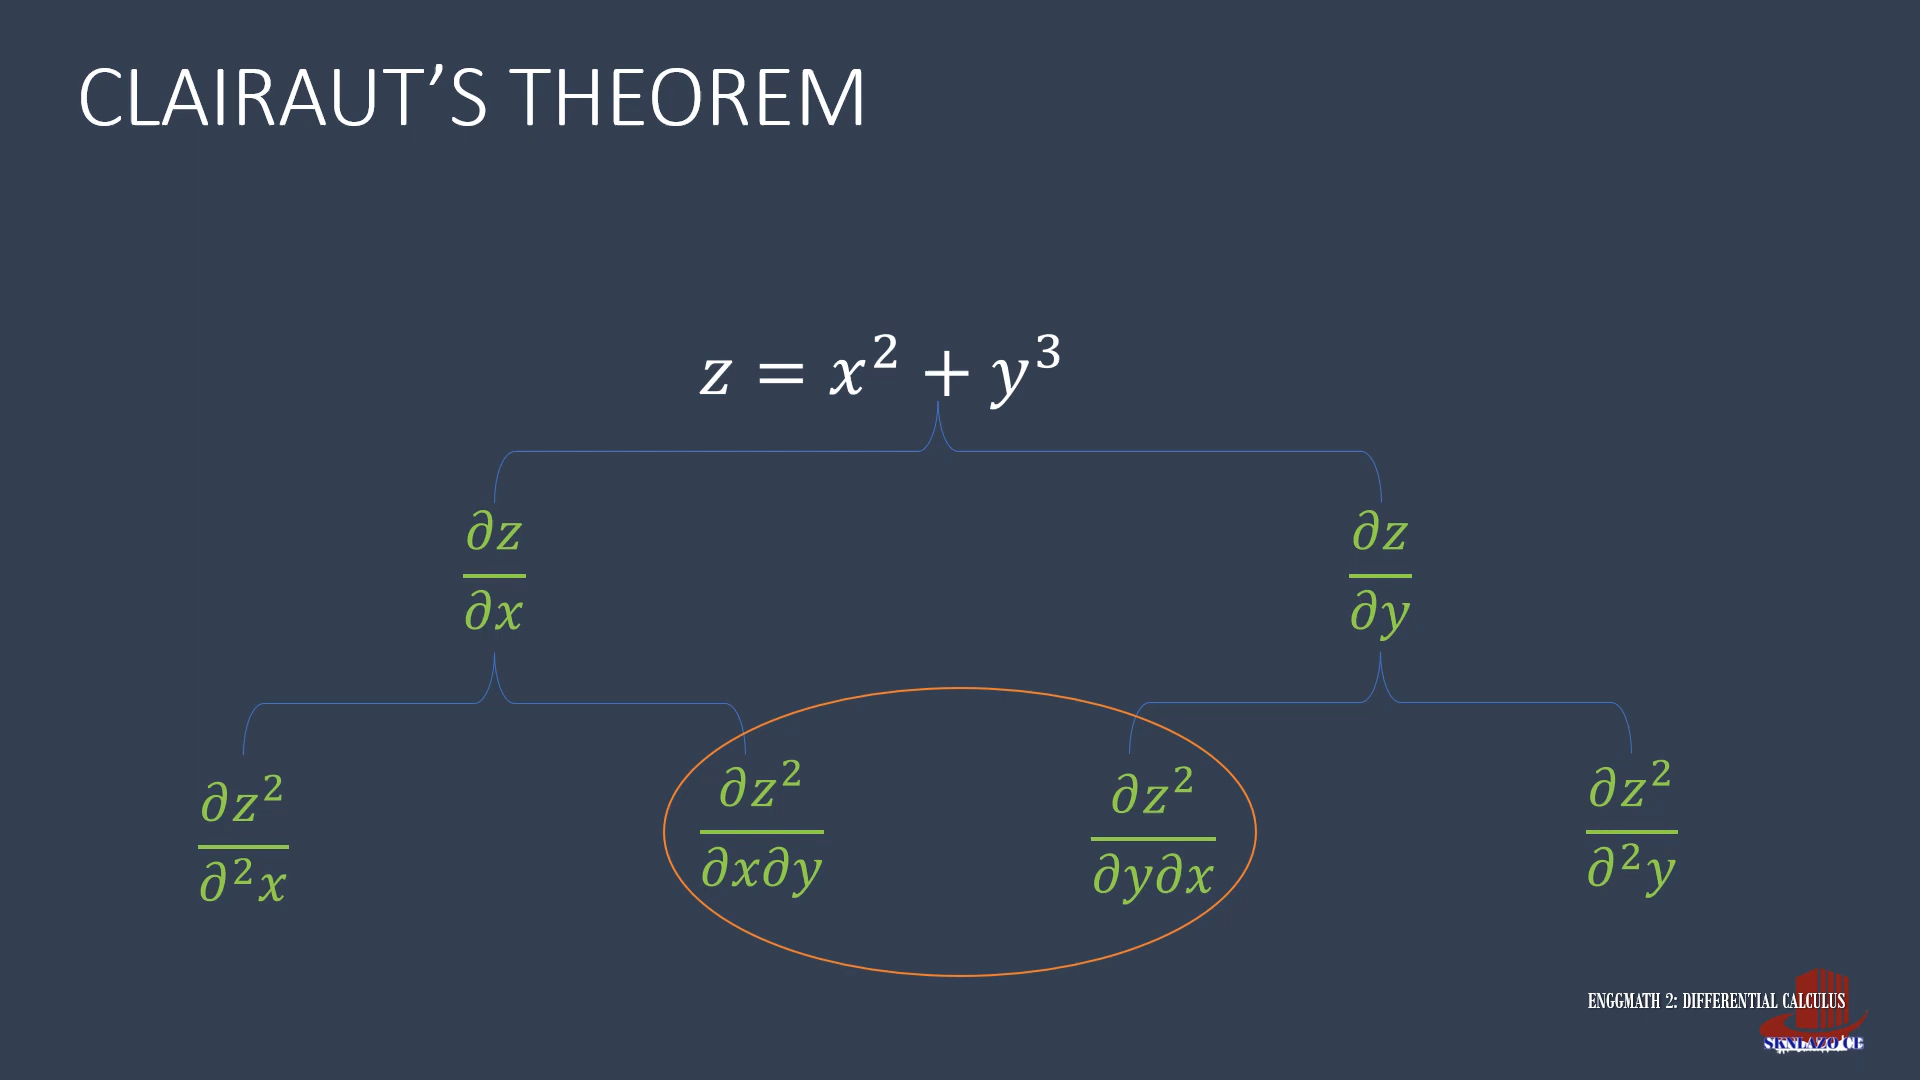 CLAIRAUT’S THEOREM
z = x² + y³
∂z/∂x
∂z/∂y
∂z²/∂²x
∂z²/∂x∂y
∂z²/∂y∂x
∂z²/∂²y
ENGGMATH 2: DIFFERENTIAL CALCULUS